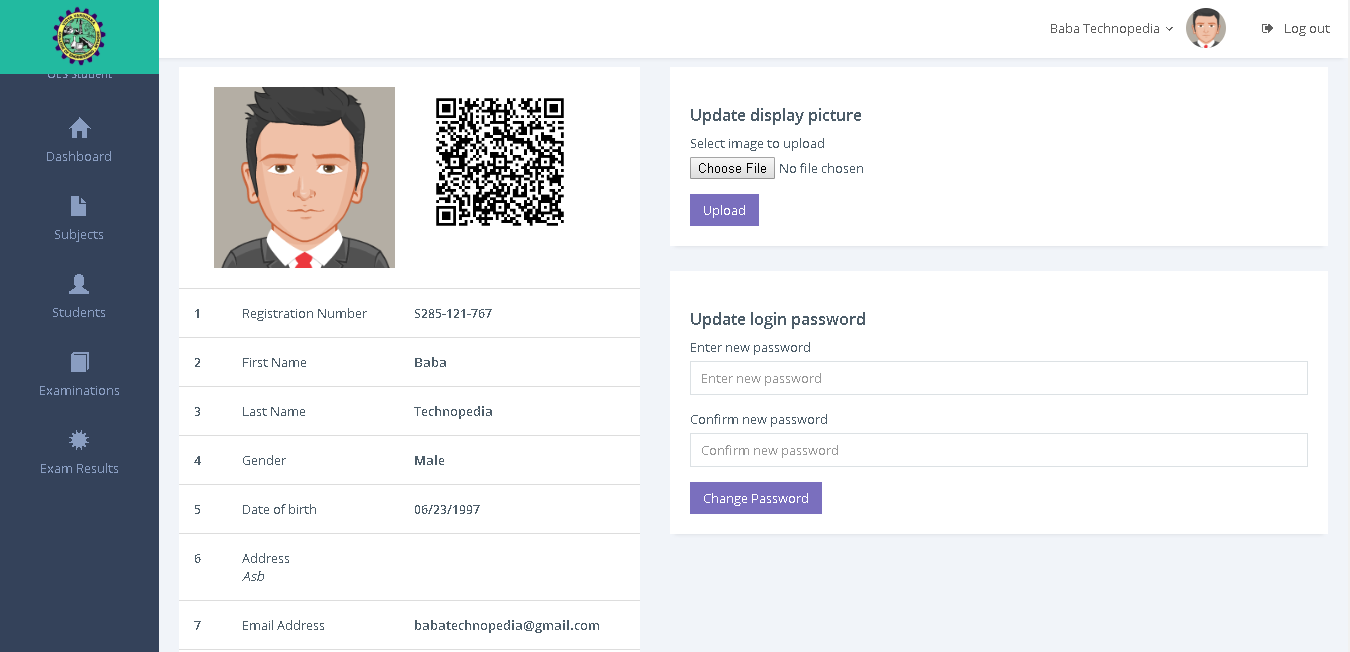 Baba Technopedia
Log out
OES Student
Dashboard
Subjects
Students
Examinations
Exam Results
1 Registration Number S285-121-767
2 First Name Baba
3 Last Name Technopedia
4 Gender Male
5 Date of birth 06/23/1997
6 Address
Asb
7 Email Address babatechnopedia@gmail.com
Update display picture
Select image to upload
Choose File No file chosen
Upload
Update login password
Enter new password
Enter new password
Confirm new password
Confirm new password
Change Password